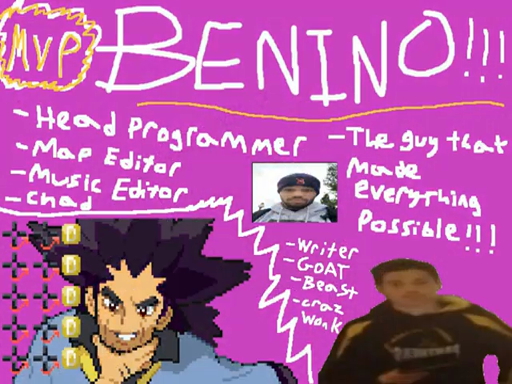 MVP
BENINO!!!
- Head Programmer
- Map Editor
- Music Editor
- chad
- The guy that
made
everything
possible!!!
- Writer
- GOAT
- Beast
- craz
work
D
D
D
D
D